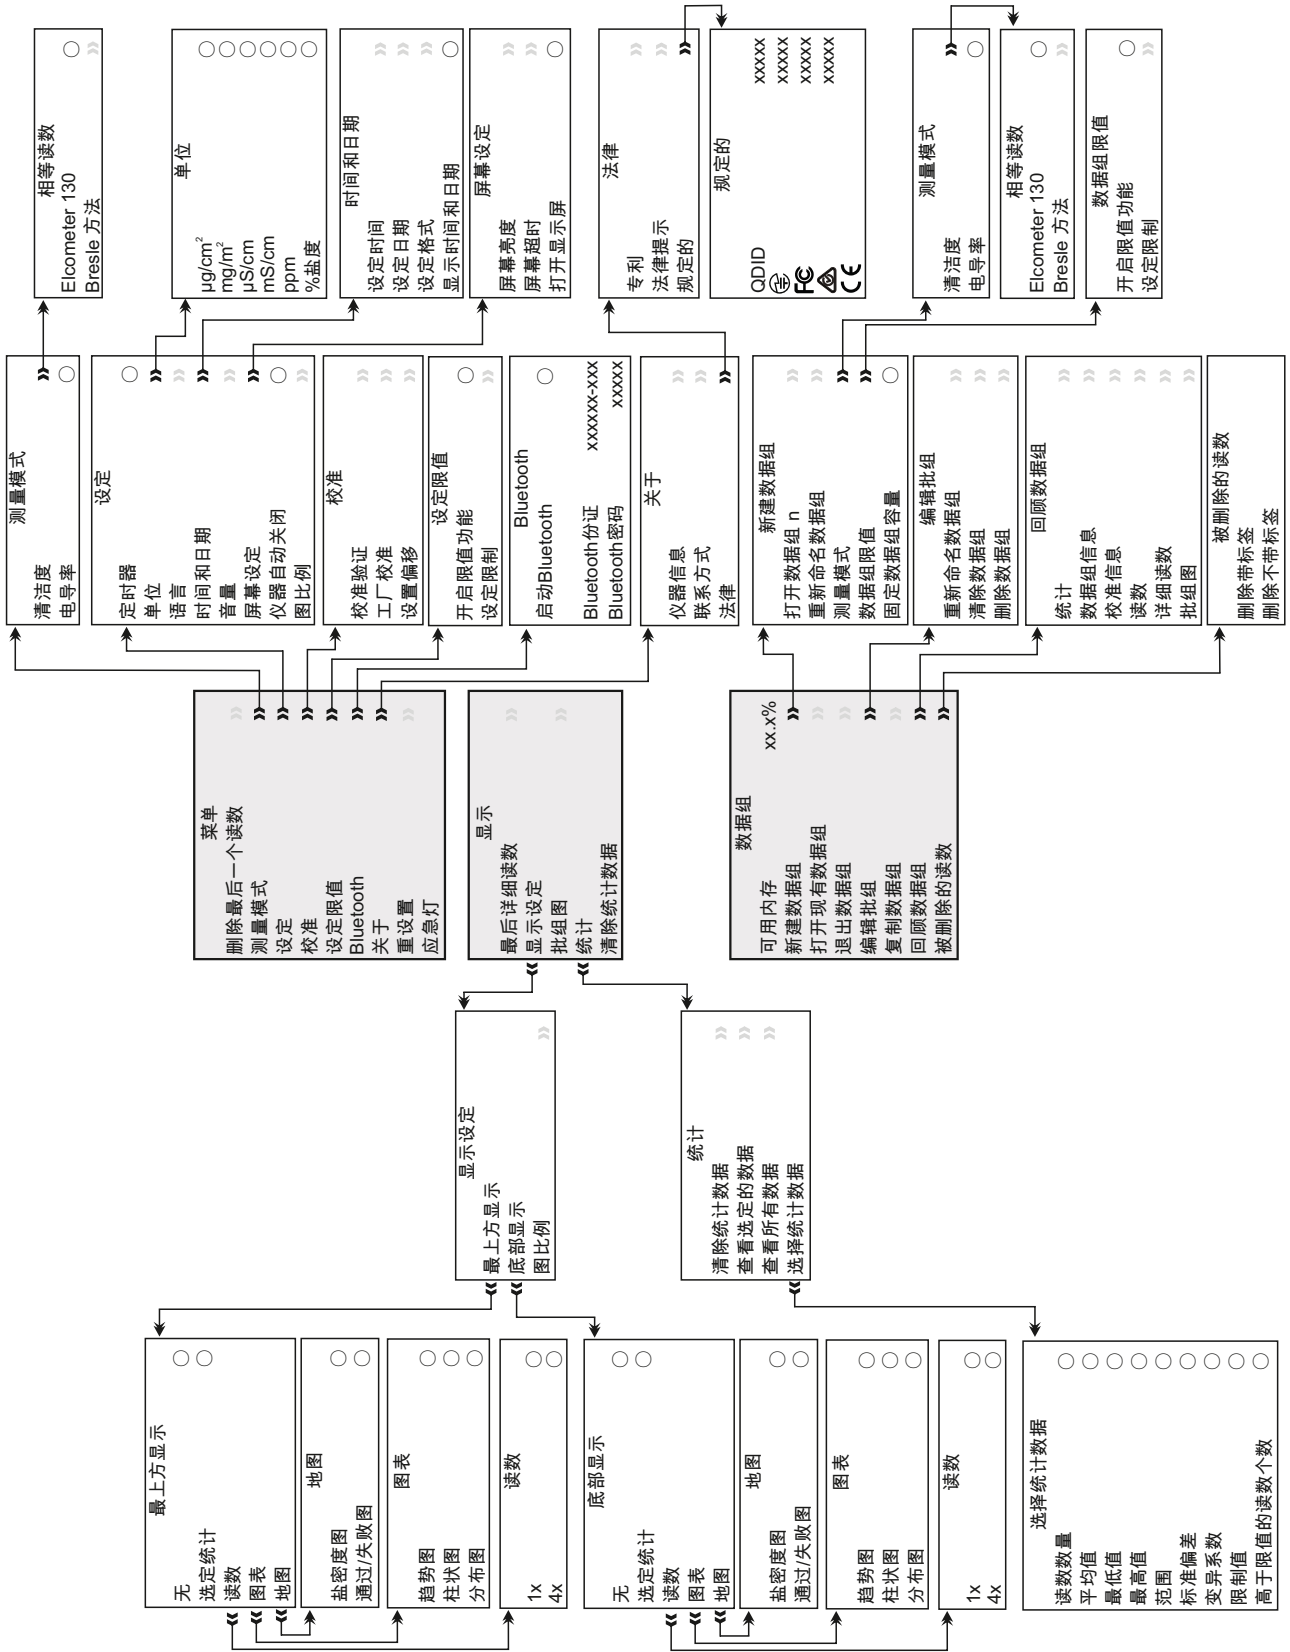 菜单
删除最后一个读数
测量模式
设定
校准
设定限值
Bluetooth
关于
重设置
应急灯
测量模式
清洁度
电导率
相等读数
Elcometer 130
Bresle 方法
设定
定时器
单位
语言
时间和日期
音量
屏幕设定
仪器自动关闭
图比例
单位
µg/cm²
mg/m²
µS/cm
mS/cm
ppm
%盐度
时间和日期
设定时间
设定日期
设定格式
显示时间和日期
屏幕设定
屏幕亮度
屏幕超时
打开显示屏
校准
校准验证
工厂校准
设置偏移
设定限值
开启限值功能
设定限制
Bluetooth
启动Bluetooth
Bluetooth份证 xxxxxx-xxx
Bluetooth密码 xxxxx
关于
仪器信息
联系方式
法律
法律
专利
法律提示
规定的
规定的
QDID xxxxx
xxxxx
FC xxxxx
CE xxxxx
显示
最后详细读数
显示设定
批组图
统计
清除统计数据
显示设定
最上方显示
底部显示
图比例
最上方显示
无
选定统计
读数
图表
地图
地图
盐密度图
通过/失败图
图表
趋势图
柱状图
分布图
读数
1x
4x
底部显示
无
选定统计
读数
图表
地图
地图
盐密度图
通过/失败图
图表
趋势图
柱状图
分布图
读数
1x
4x
统计
清除统计数据
查看选定的数据
查看所有数据
选择统计数据
选择统计数据
读数数量
平均值
最低值
最高值
范围
标准偏差
变异系数
限制值
高于限值的读数个数
数据组
可用内存 xx.x%
新建数据组
打开现有数据组
退出数据组
编辑批组
复制数据组
回顾数据组
被删除的读数
新建数据组
打开数据组 n
重新命名数据组
测量模式
数据组限值
固定数据组容量
测量模式
清洁度
电导率
相等读数
Elcometer 130
Bresle 方法
数据组限值
开启限值功能
设定限制
编辑批组
重新命名数据组
清除数据组
删除数据组
回顾数据组
统计
数据组信息
校准信息
读数
详细读数
批组图
被删除的读数
删除带标签
删除不带标签